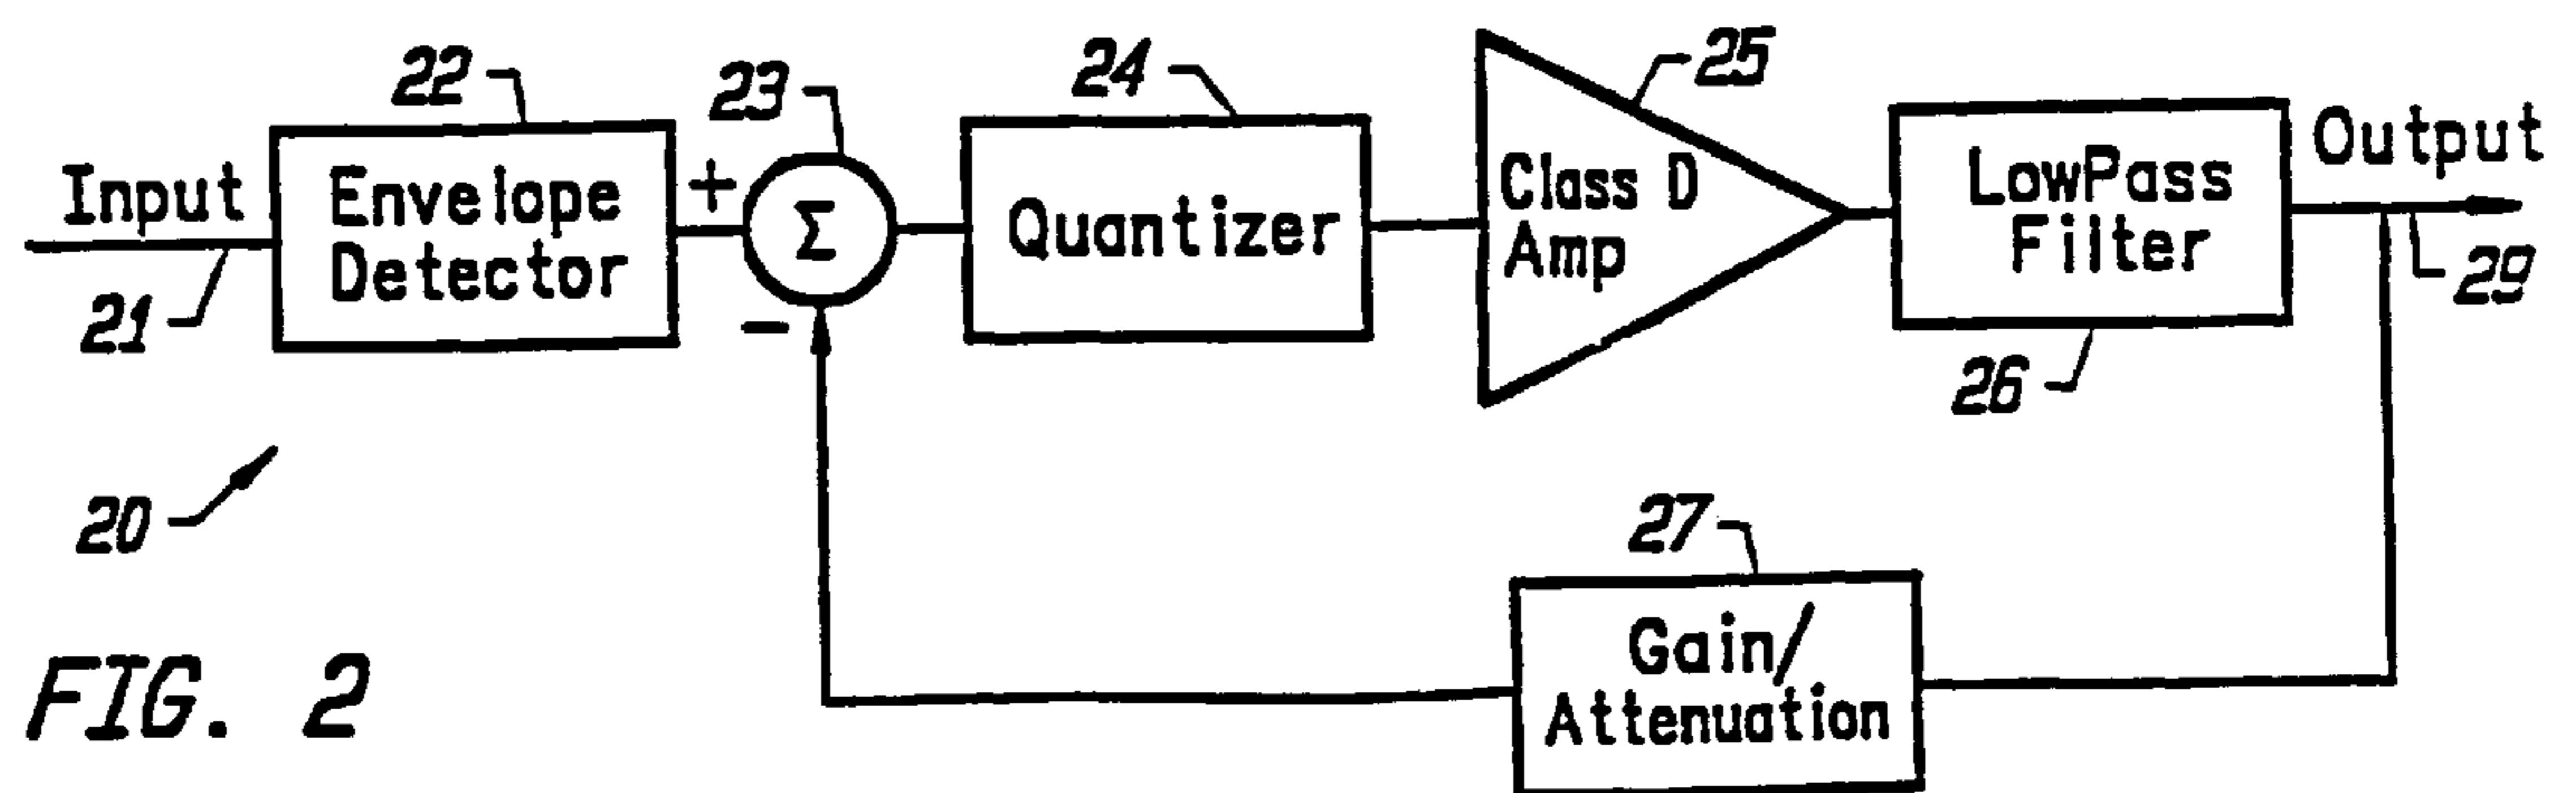 22
23
24
25
Input
Envelope
Detector
+
Σ
Quantizer
Class D
Amp
LowPass
Filter
Output
21
−
26
29
20
27
Gain/
Attenuation
FIG. 2